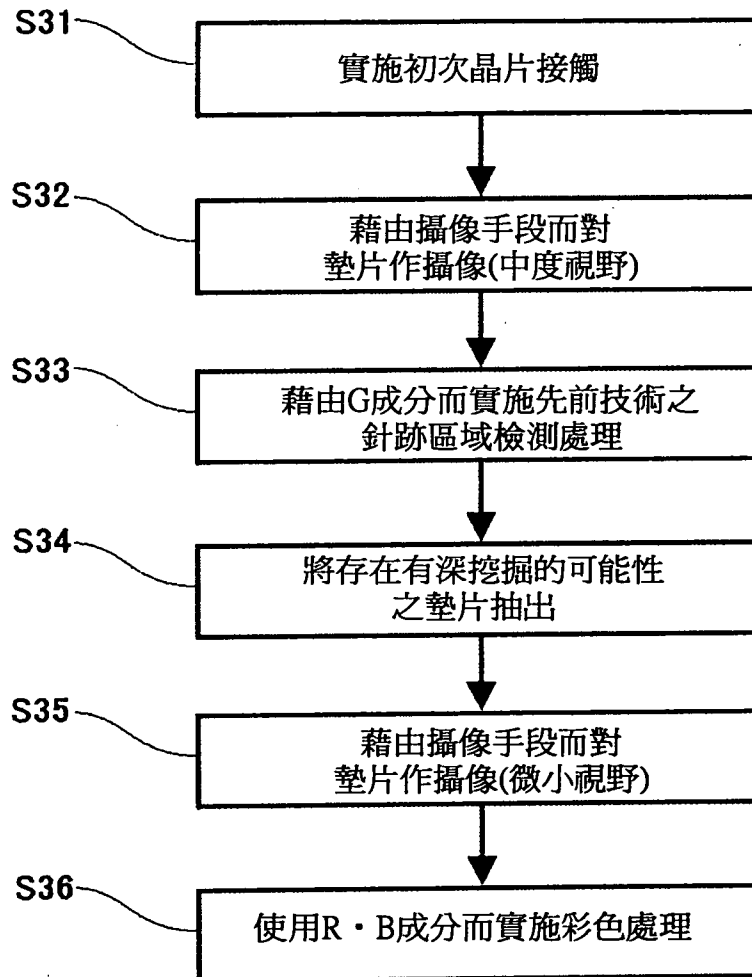 S31
實施初次晶片接觸
S32
藉由攝像手段而對
墊片作攝像(中度視野)
S33
藉由G成分而實施先前技術之
針跡區域檢測處理
S34
將存在有深挖掘的可能性
之墊片抽出
S35
藉由攝像手段而對
墊片作攝像(微小視野)
S36
使用R・B成分而實施彩色處理